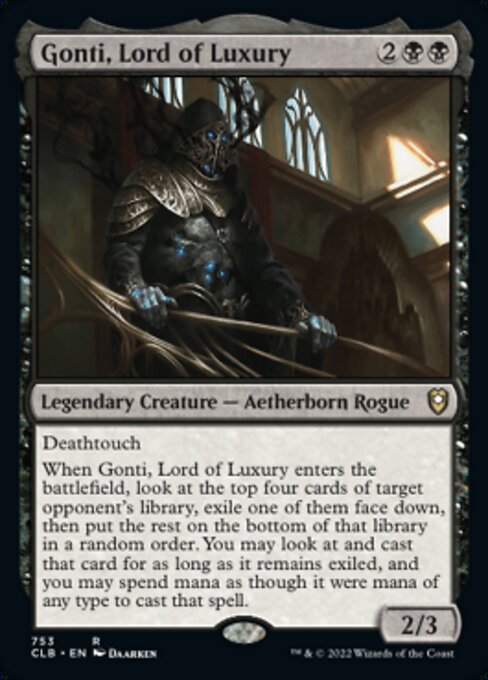 Gonti, Lord of Luxury 2
Legendary Creature — Aetherborn Rogue
Deathtouch
When Gonti, Lord of Luxury enters the
battlefield, look at the top four cards of target
opponent's library, exile one of them face down,
then put the rest on the bottom of that library
in a random order. You may look at and cast
that card for as long as it remains exiled, and
you may spend mana as though it were mana of
any type to cast that spell.
2/3
753 R
CLB • EN DAARKEN
™ & © 2022 Wizards of the Coast